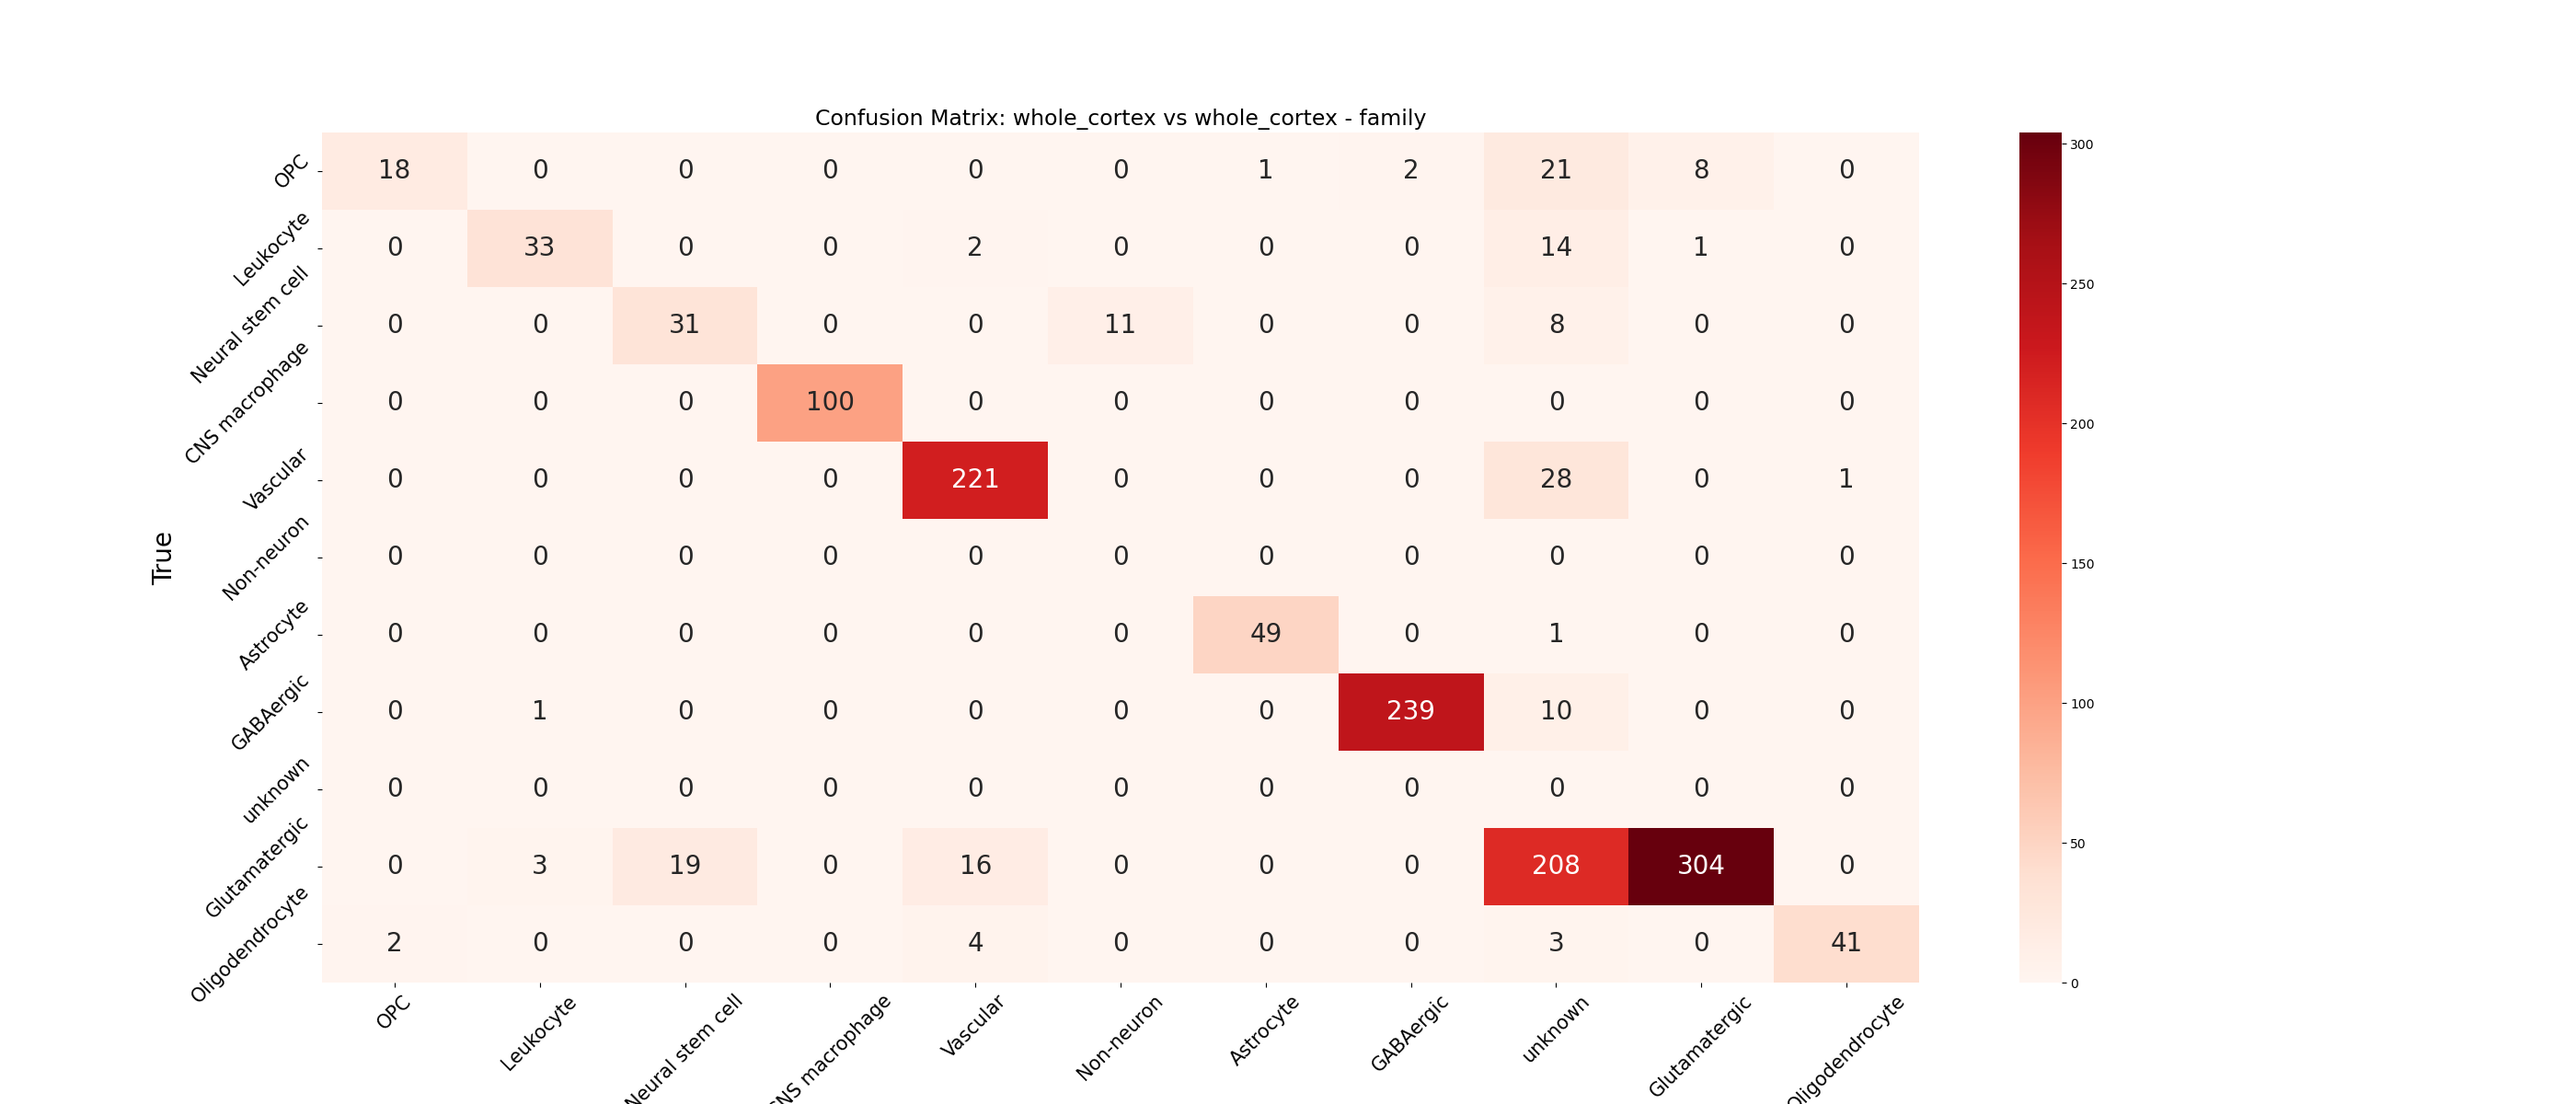 Confusion Matrix: whole_cortex vs whole_cortex - family
True
OPC 18 0 0 0 0 0 1 2 21 8 0
Leukocyte 0 33 0 0 2 0 0 0 14 1 0
Neural stem cell 0 0 31 0 0 11 0 0 8 0 0
CNS macrophage 0 0 0 100 0 0 0 0 0 0 0
Vascular 0 0 0 0 221 0 0 0 28 0 1
Non-neuron 0 0 0 0 0 0 0 0 0 0 0
Astrocyte 0 0 0 0 0 0 49 0 1 0 0
GABAergic 0 1 0 0 0 0 0 239 10 0 0
unknown 0 0 0 0 0 0 0 0 0 0 0
Glutamatergic 0 3 19 0 16 0 0 0 208 304 0
Oligodendrocyte 2 0 0 0 4 0 0 0 3 0 41
OPC Leukocyte Neural stem cell CNS macrophage Vascular Non-neuron Astrocyte GABAergic unknown Glutamatergic Oligodendrocyte
300
250
200
150
100
50
0